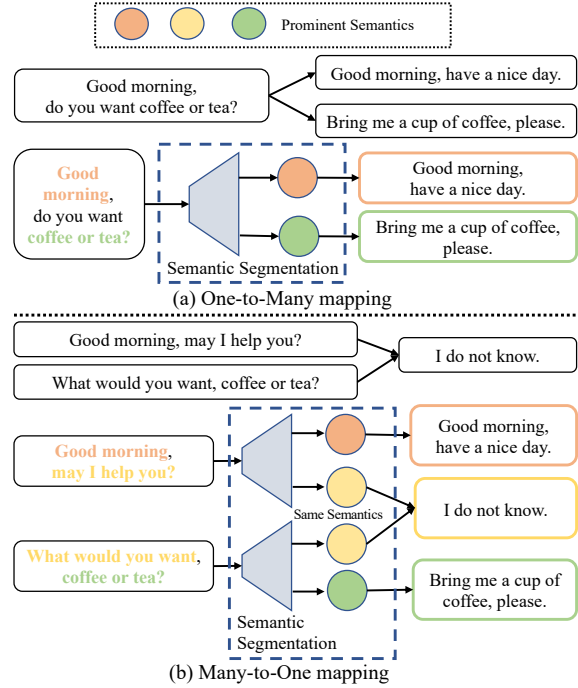 Prominent Semantics
Good morning,
do you want coffee or tea?
Good morning, have a nice day.
Bring me a cup of coffee, please.
Good
morning,
do you want
coffee or tea?
Semantic Segmentation
Good morning,
have a nice day.
Bring me a cup of coffee,
please.
(a) One-to-Many mapping
Good morning, may I help you?
What would you want, coffee or tea?
I do not know.
Good morning,
may I help you?
What would you want,
coffee or tea?
Same Semantics
Semantic
Segmentation
Good morning,
have a nice day.
I do not know.
Bring me a cup of
coffee, please.
(b) Many-to-One mapping